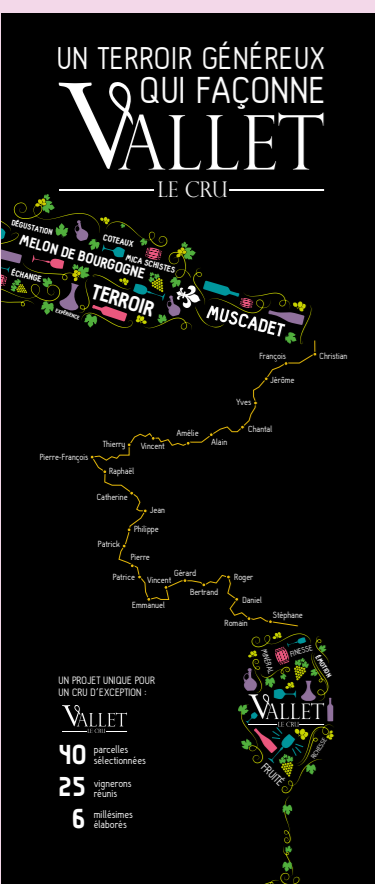 UN TERROIR GÉNÉREUX
QUI FAÇONNE
VALLET
LE CRU
DÉGUSTATION
COTEAUX
MELON DE BOURGOGNE
MICA SCHISTES
ÉCHANGE
TERROIR
EXPÉRIENCE
MUSCADET
François
Christian
Jérôme
Yves
Chantal
Amélie
Alain
Thierry
Vincent
Pierre-François
Raphaël
Catherine
Jean
Philippe
Patrick
Pierre
Patrice
Vincent
Gérard
Roger
Bertrand
Emmanuel
Daniel
Romain
Stéphane
MINÉRAL
FINESSE
ÉMOTION
VALLET
LE CRU
RICHESSE
FRUITÉ
UN PROJET UNIQUE POUR
UN CRU D'EXCEPTION :
VALLET
LE CRU
40 parcelles
sélectionnées
25 vignerons
réunis
6 millésimes
élaborés